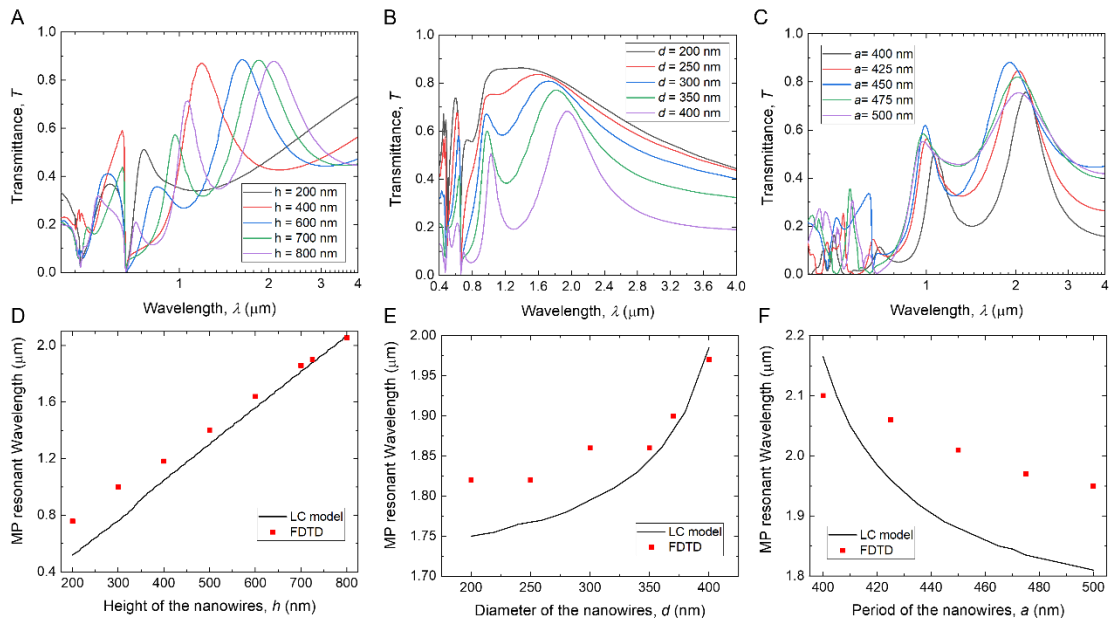 A
Transmittance, T
1.0
0.8
0.6
0.4
0.2
0.0
h = 200 nm
h = 400 nm
h = 600 nm
h = 700 nm
h = 800 nm
1
2
3
4
Wavelength, λ (μm)
B
Transmittance, T
1.0
0.8
0.6
0.4
0.2
0.0
d = 200 nm
d = 250 nm
d = 300 nm
d = 350 nm
d = 400 nm
0.4 0.8 1.2 1.6 2.0 2.4 2.8 3.2 3.6 4.0
Wavelength, λ (μm)
C
Transmittance, T
1.0
0.8
0.6
0.4
0.2
0.0
a= 400 nm
a= 425 nm
a= 450 nm
a= 475 nm
a= 500 nm
1
2
3
4
Wavelength, λ (μm)
D
MP resonant Wavelength (μm)
2.0
1.6
1.2
0.8
0.4
LC model
FDTD
200 300 400 500 600 700 800
Height of the nanowires, h (nm)
E
MP resonant Wavelength (μm)
2.00
1.95
1.90
1.85
1.80
1.75
1.70
LC model
FDTD
200 250 300 350 400
Diameter of the nanowires, d (nm)
F
MP resonant Wavelength (μm)
2.2
2.1
2.0
1.9
1.8
LC model
FDTD
400 420 440 460 480 500
Period of the nanowires, a (nm)